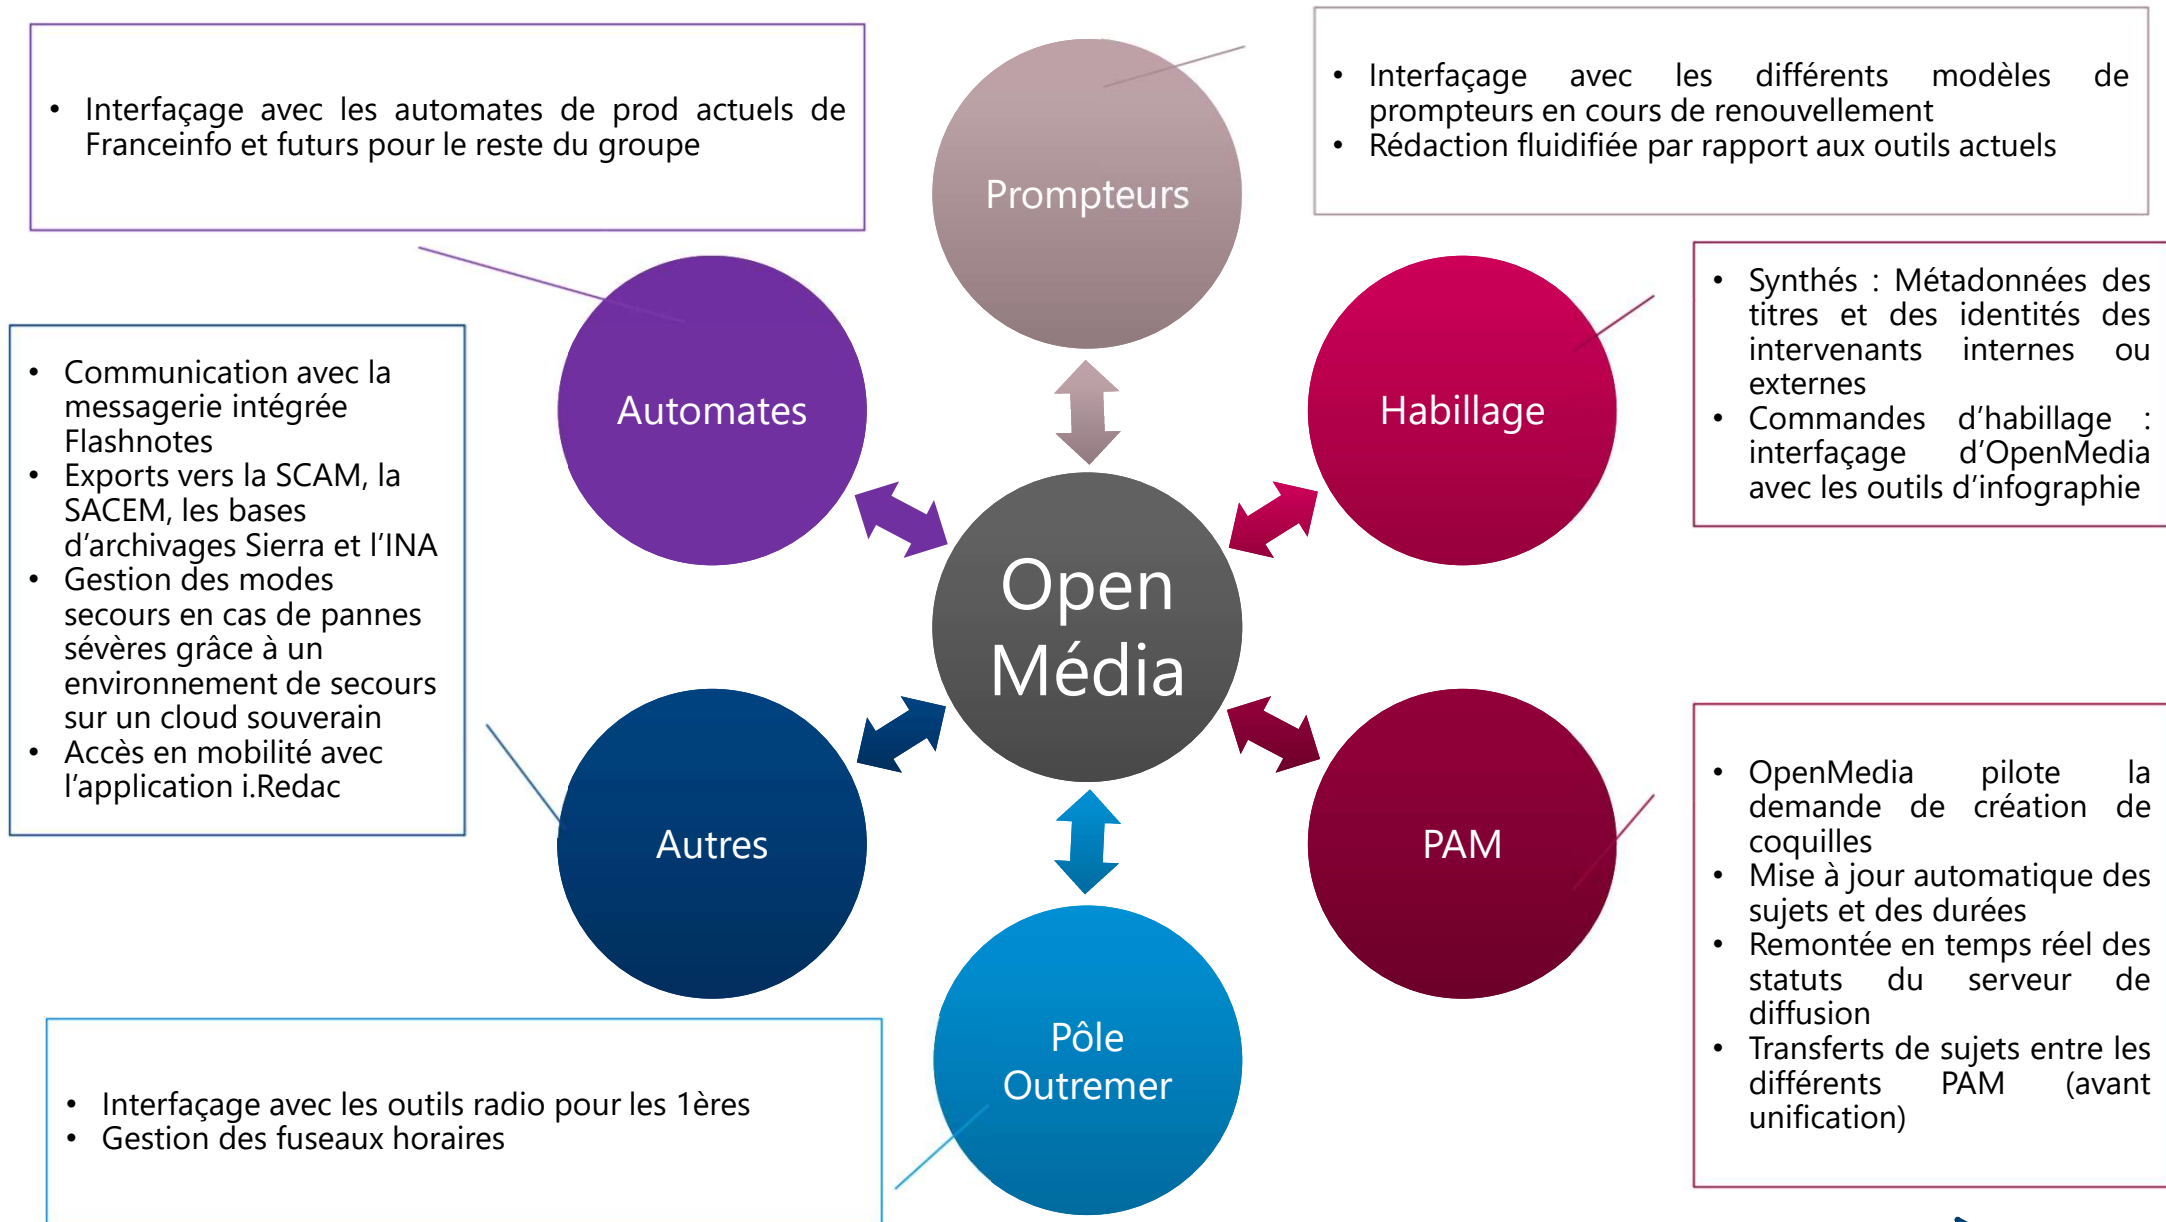 • Interfaçage avec les automates de prod actuels de
Franceinfo et futurs pour le reste du groupe
Prompteurs
• Interfaçage avec les différents modèles de
prompteurs en cours de renouvellement
• Rédaction fluidifiée par rapport aux outils actuels
Automates
Habillage
• Synthés : Métadonnées des
titres et des identités des
intervenants internes ou
externes
• Commandes d’habillage :
interfaçage d’OpenMedia
avec les outils d’infographie
• Communication avec la
messagerie intégrée
Flashnotes
• Exports vers la SCAM, la
SACEM, les bases
d’archivages Sierra et l’INA
• Gestion des modes
secours en cas de pannes
sévères grâce à un
environnement de secours
sur un cloud souverain
• Accès en mobilité avec
l’application i.Redac
Open
Média
Autres
PAM
• OpenMedia pilote la
demande de création de
coquilles
• Mise à jour automatique des
sujets et des durées
• Remontée en temps réel des
statuts du serveur de
diffusion
• Transferts de sujets entre les
différents PAM (avant
unification)
Pôle
Outremer
• Interfaçage avec les outils radio pour les 1ères
• Gestion des fuseaux horaires